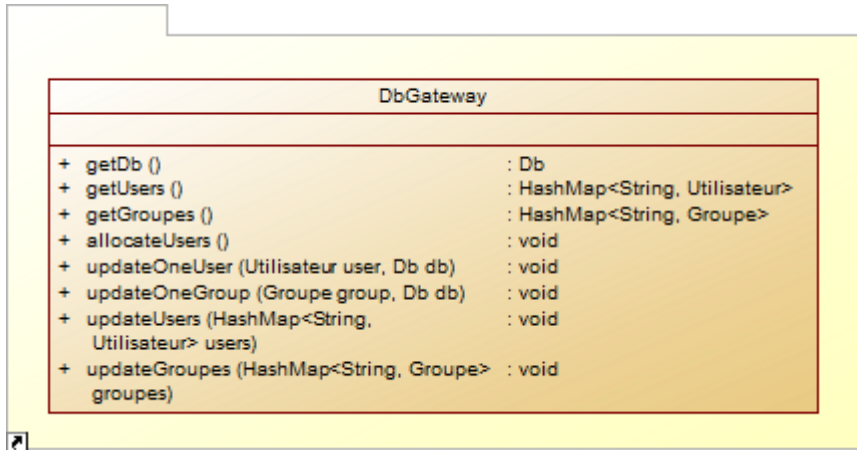 DbGateway
+ getDb () : Db
+ getUsers () : HashMap<String, Utilisateur>
+ getGroupes () : HashMap<String, Groupe>
+ allocateUsers () : void
+ updateOneUser (Utilisateur user, Db db) : void
+ updateOneGroup (Groupe group, Db db) : void
+ updateUsers (HashMap<String, : void
Utilisateur> users)
+ updateGroupes (HashMap<String, Groupe> : void
groupes)